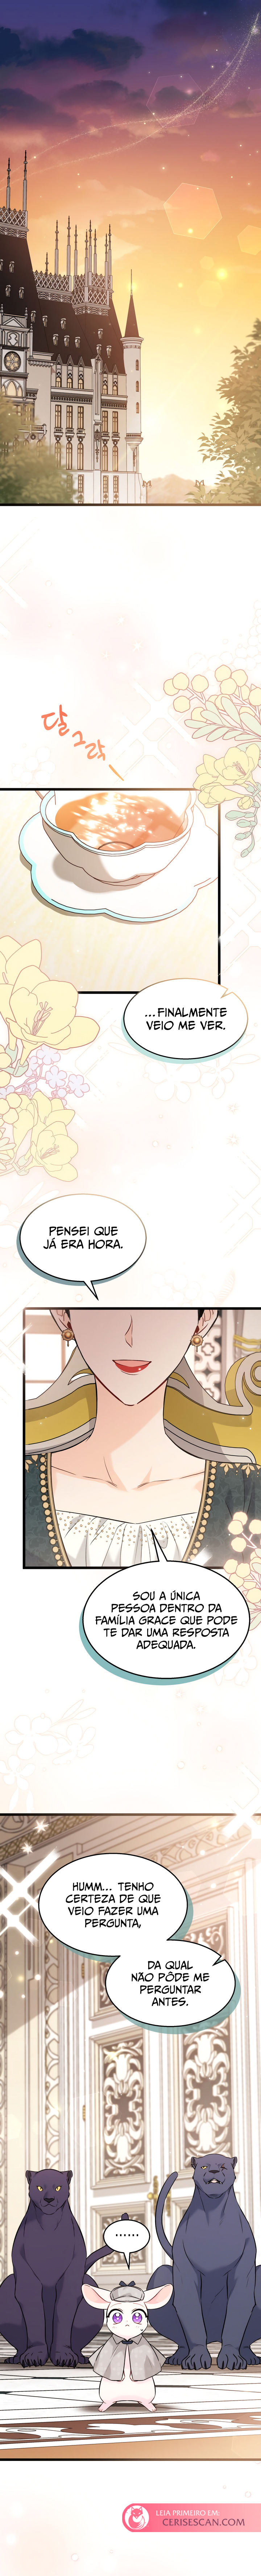 달그락
...FINALMENTE
VEIO ME VER.
PENSEI QUE
JÁ ERA HORA.
SOU A ÚNICA
PESSOA DENTRO DA
FAMÍLIA GRACE QUE PODE
TE DAR UMA RESPOSTA
ADEQUADA.
HUMM... TENHO
CERTEZA DE QUE
VEIO FAZER UMA
PERGUNTA,
DA QUAL
NÃO PÔDE ME
PERGUNTAR
ANTES.
......
LEIA PRIMEIRO EM:
CERISESCAN.COM